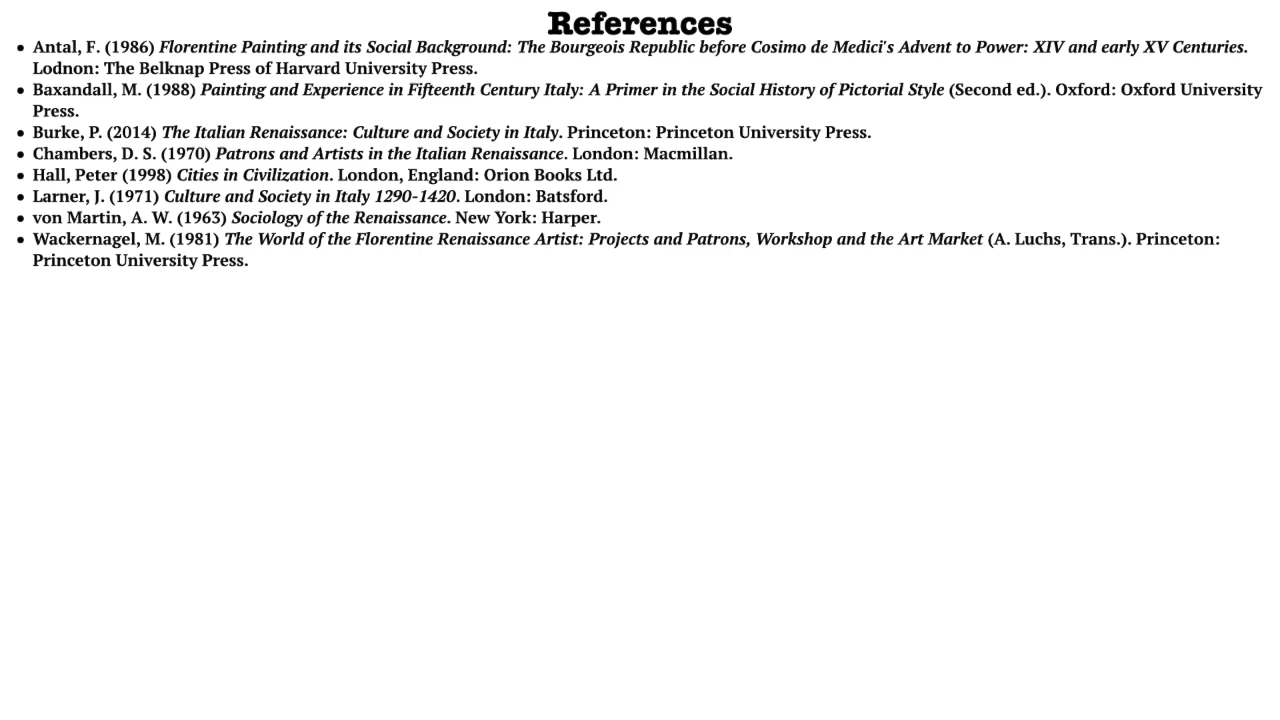 References
• Antal, F. (1986) Florentine Painting and its Social Background: The Bourgeois Republic before Cosimo de Medici's Advent to Power: XIV and early XV Centuries.
Lodnon: The Belknap Press of Harvard University Press.
• Baxandall, M. (1988) Painting and Experience in Fifteenth Century Italy: A Primer in the Social History of Pictorial Style (Second ed.). Oxford: Oxford University
Press.
• Burke, P. (2014) The Italian Renaissance: Culture and Society in Italy. Princeton: Princeton University Press.
• Chambers, D. S. (1970) Patrons and Artists in the Italian Renaissance. London: Macmillan.
• Hall, Peter (1998) Cities in Civilization. London, England: Orion Books Ltd.
• Larner, J. (1971) Culture and Society in Italy 1290-1420. London: Batsford.
• von Martin, A. W. (1963) Sociology of the Renaissance. New York: Harper.
• Wackernagel, M. (1981) The World of the Florentine Renaissance Artist: Projects and Patrons, Workshop and the Art Market (A. Luchs, Trans.). Princeton:
Princeton University Press.